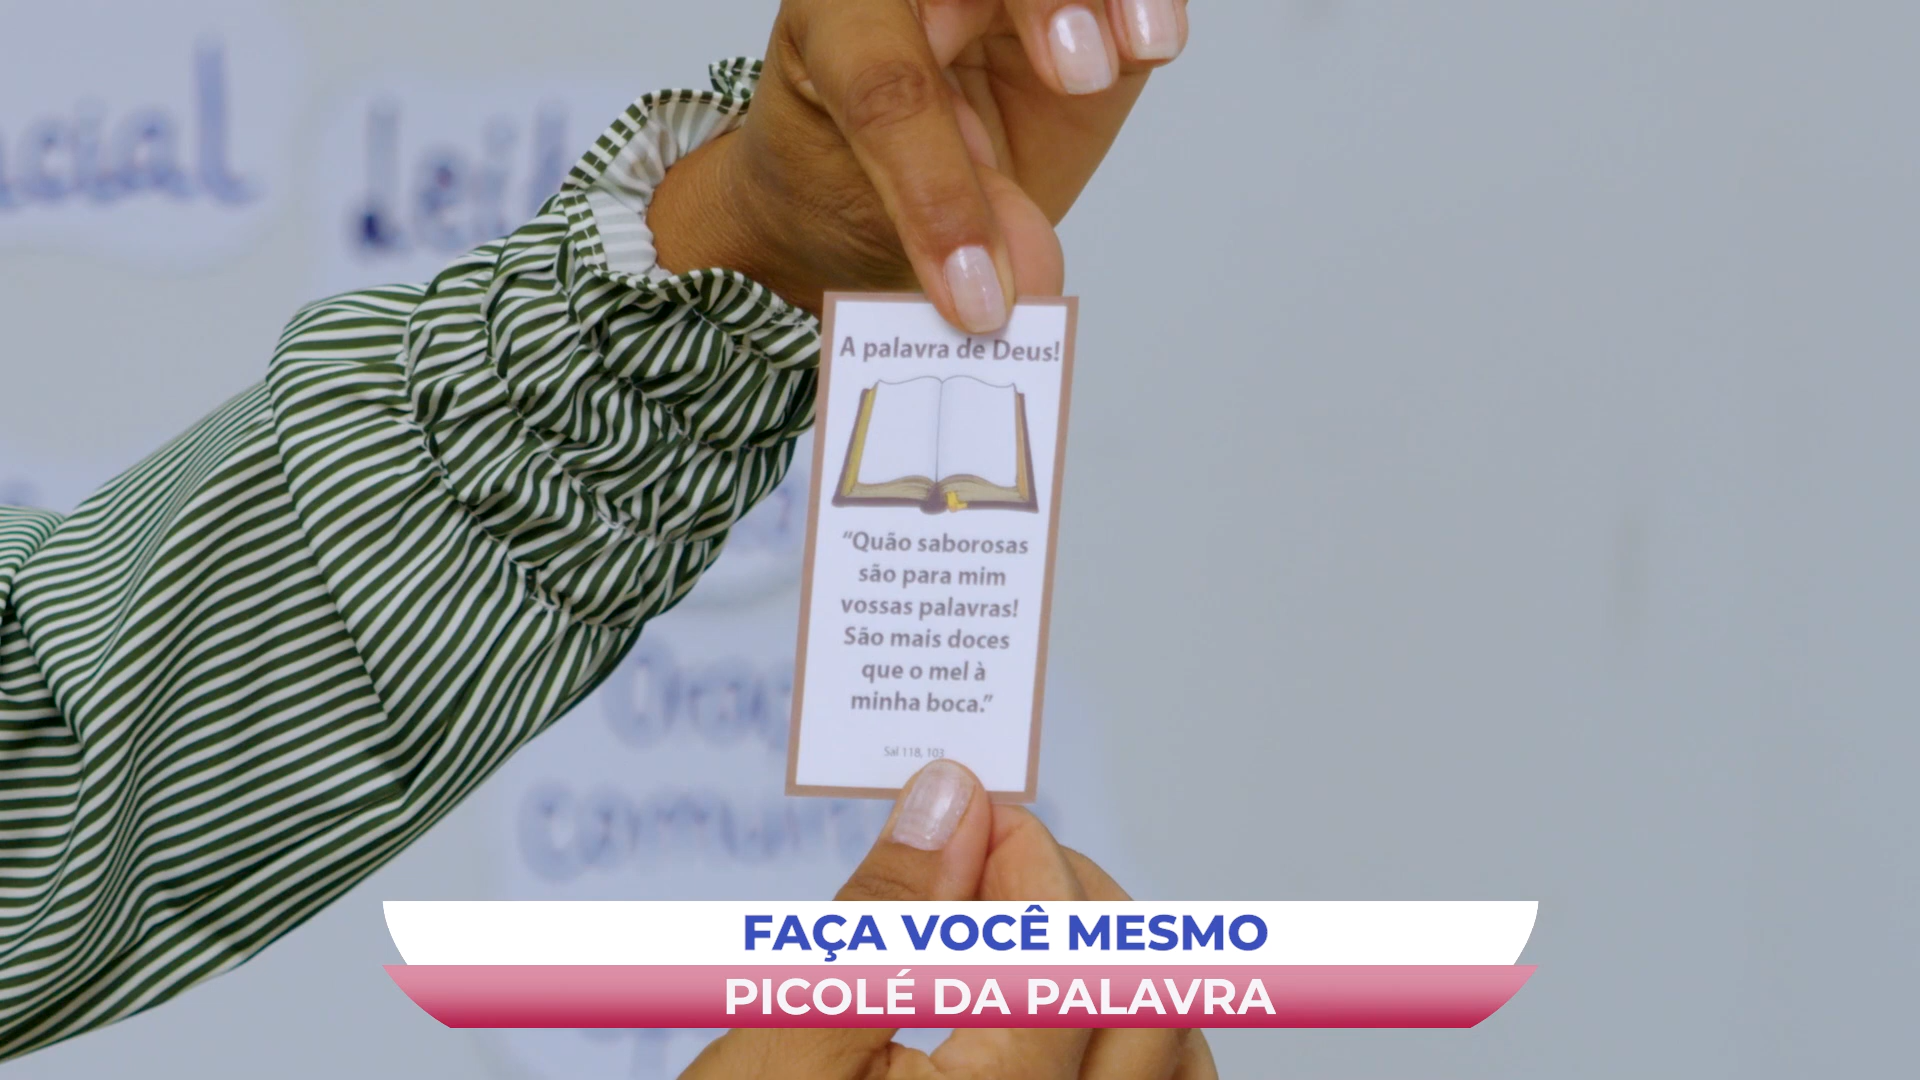 A palavra de Deus!
“Quão saborosas
são para mim
vossas palavras!
São mais doces
que o mel à
minha boca.”
Sal 118, 103
FAÇA VOCÊ MESMO
PICOLÉ DA PALAVRA